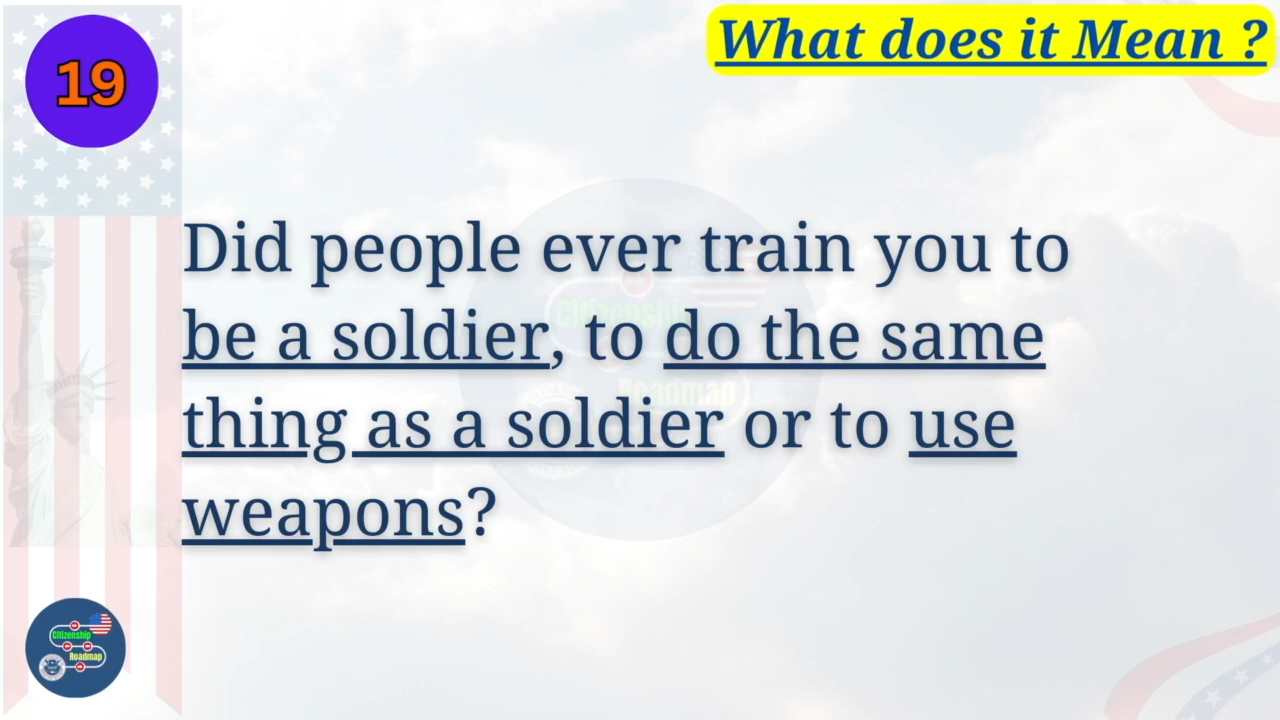 19
What does it Mean ?
Did people ever train you to
be a soldier, to do the same
thing as a soldier or to use
weapons?
Citizenship
Roadmap